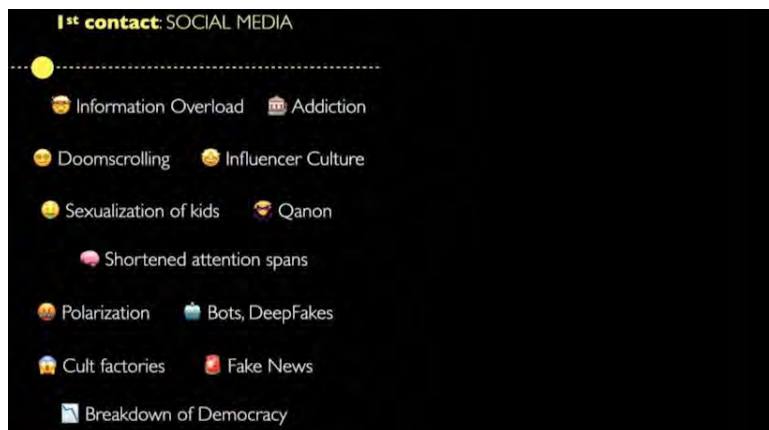 1st contact: SOCIAL MEDIA
Information Overload Addiction
Doomscrolling Influencer Culture
Sexualization of kids Qanon
Shortened attention spans
Polarization Bots, DeepFakes
Cult factories Fake News
Breakdown of Democracy